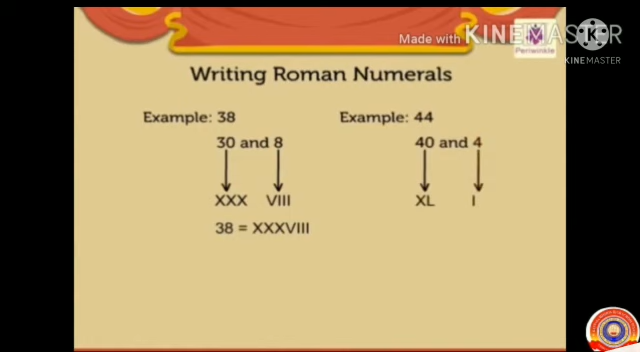 Made with KINEMASTER
KINEMASTER
Periwinkle
Writing Roman Numerals
Example: 38
30 and 8
XXX VIII
38 = XXXVIII
Example: 44
40 and 4
XL I